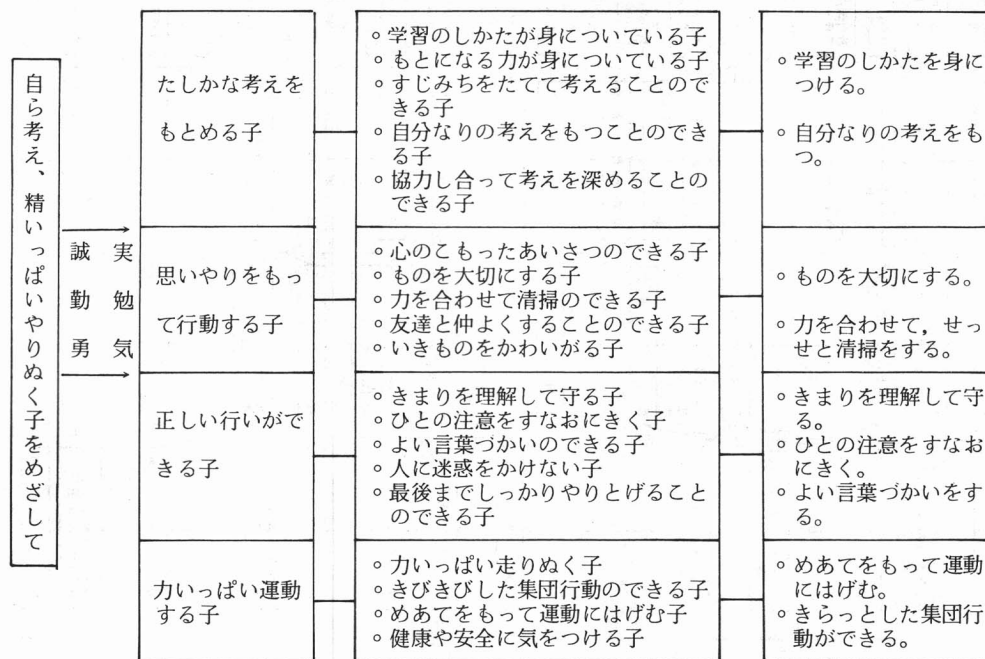 自ら考え、精いっぱいやりぬく子をめざして
誠実
勤勉
勇気
たしかな考えを
もとめる子
。学習のしかたが身についている子
。もとになる力が身についている子
。すじみちをたてて考えることので
きる子
。自分なりの考えをもつことのでき
る子
。協力し合って考えを深めることの
できる子
。学習のしかたを身に
つける。
。自分なりの考えをも
つ。
思いやりをもっ
て行動する子
。心のこもったあいさつのできる子
。ものを大切にする子
。力を合わせて清掃のできる子
。友達と仲よくすることのできる子
。いきものをかわいがる子
。ものを大切にする。
。力を合わせて，せっ
せと清掃をする。
正しい行いがで
きる子
。きまりを理解して守る子
。ひとの注意をすなおにきく子
。よい言葉づかいのできる子
。人に迷惑をかけない子
。最後までしっかりやりとげること
のできる子
。きまりを理解して守
る。
。ひとの注意をすなお
にきく。
。よい言葉づかいをす
る。
力いっぱい運動
する子
。力いっぱい走りぬく子
。きびきびした集団行動のできる子
。めあてをもって運動にはげむ子
。健康や安全に気をつける子
。めあてをもって運動
にはげむ。
。きらっとした集団行
動ができる。